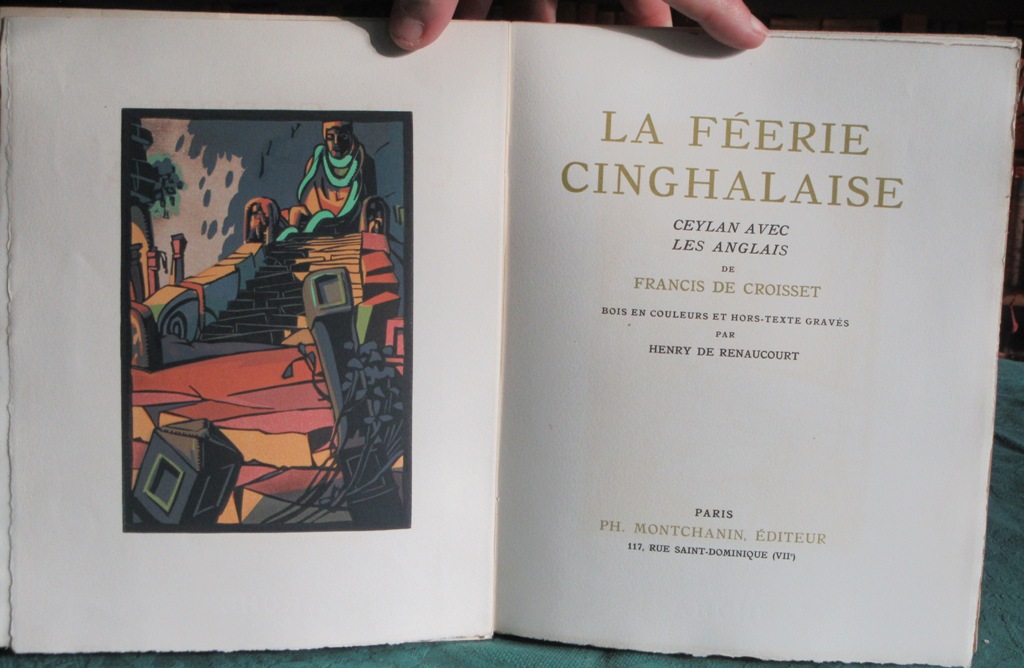 LA FÉERIE
CINGHALAISE
CEYLAN AVEC
LES ANGLAIS
DE
FRANCIS DE CROISSET
BOIS EN COULEURS ET HORS-TEXTE GRAVÉS
PAR
HENRY DE RENAUCOURT
PARIS
PH. MONTCHANIN, ÉDITEUR
117, RUE SAINT-DOMINIQUE (VIIᵉ)